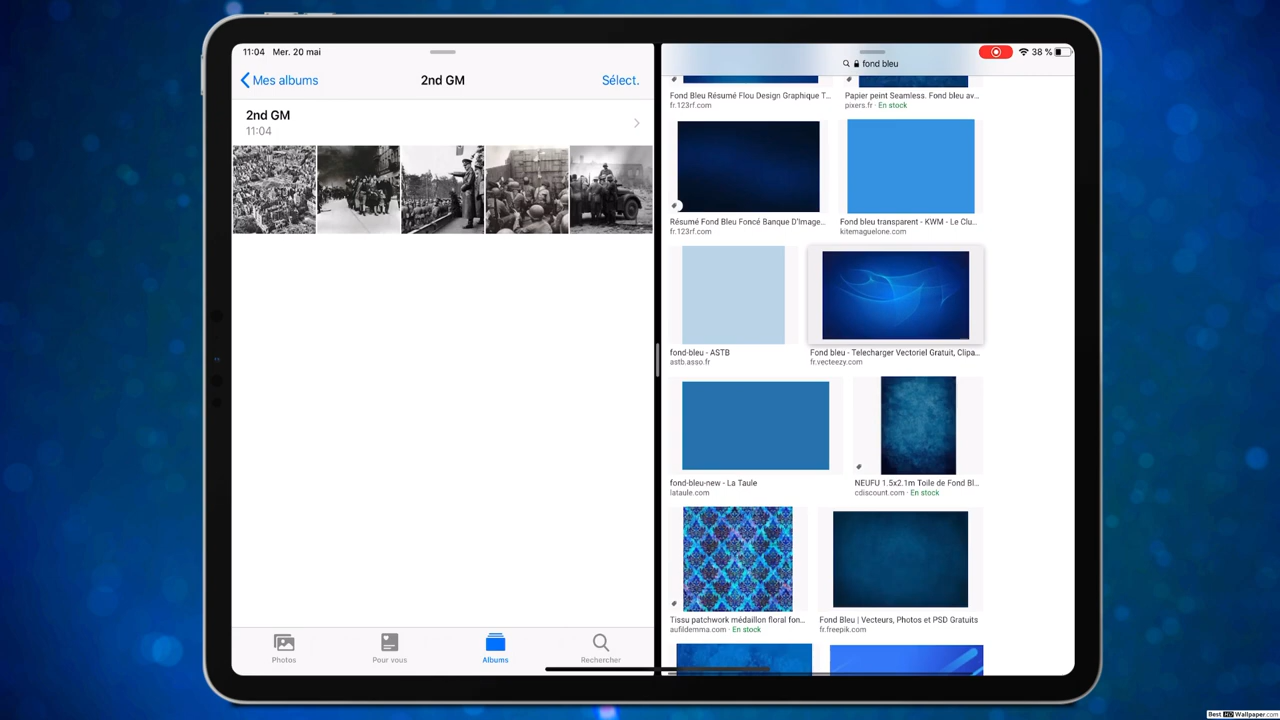 11:04 Mer. 20 mai
Mes albums
2nd GM
Sélect.
2nd GM
11:04
Photos
Pour vous
Albums
Rechercher
38 %
fond bleu
Fond Bleu Résumé Flou Design Graphique T...
fr.123rf.com
Papier peint Seamless. Fond bleu av...
pixers.fr · En stock
Résumé Fond Bleu Foncé Banque D'Image...
fr.123rf.com
Fond bleu transparent - KWM - Le Clu...
kitemaguelone.com
fond-bleu - ASTB
astb.asso.fr
Fond bleu - Telecharger Vectoriel Gratuit, Clipa...
fr.vecteezy.com
fond-bleu-new - La Taule
lataule.com
NEUFU 1.5x2.1m Toile de Fond Bl...
cdiscount.com · En stock
Tissu patchwork médaillon floral fon...
aufildemma.com · En stock
Fond Bleu | Vecteurs, Photos et PSD Gratuits
fr.freepik.com
Best HD Wallpaper.com